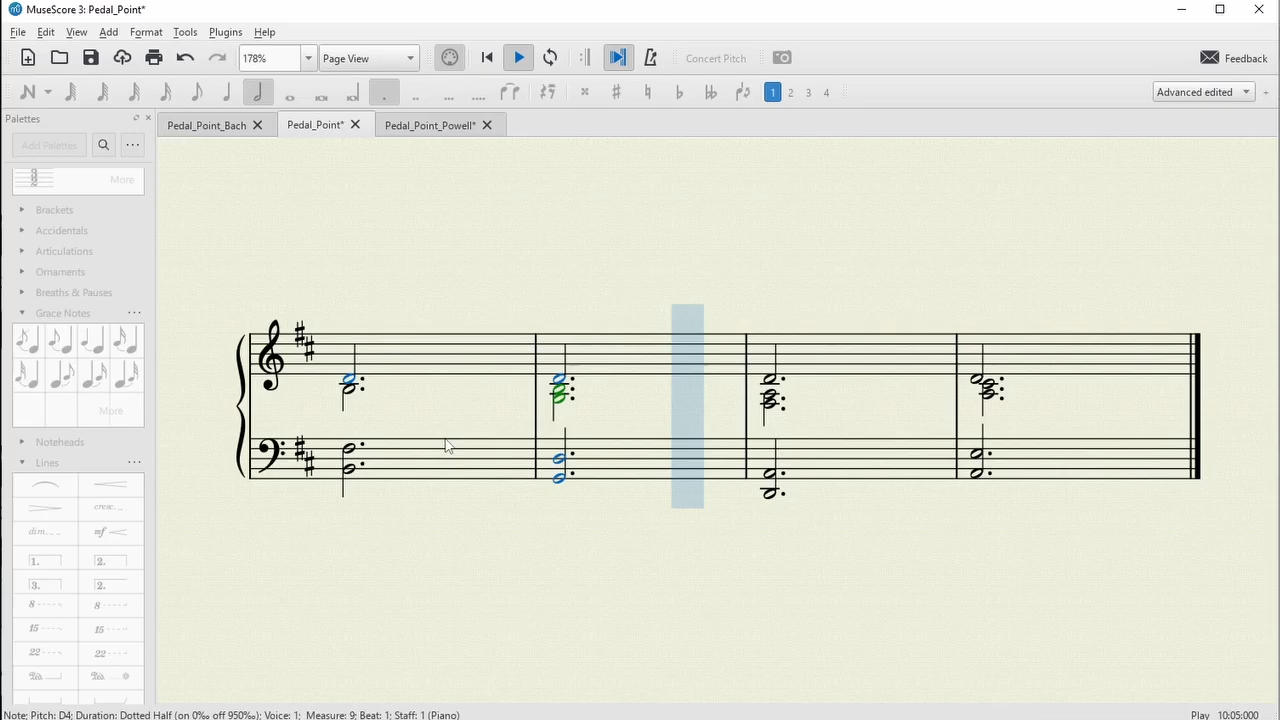 MuseScore 3: Pedal_Point*
File Edit View Add Format Tools Plugins Help
178% Page View Concert Pitch Feedback
1 2 3 4 Advanced edited
Palettes
Pedal_Point_Bach Pedal_Point* Pedal_Point_Powell*
Add Palettes
More
Brackets
Accidentals
Articulations
Ornaments
Breaths & Pauses
Grace Notes
More
Noteheads
Lines
cresc.
dim. mf
1. 2.
3. 2.
8 8
15 15
22 22
Note; Pitch: D4; Duration: Dotted Half (on 0‰ off 950‰); Voice: 1; Measure: 9; Beat: 1; Staff: 1 (Piano) Play 10:05:000